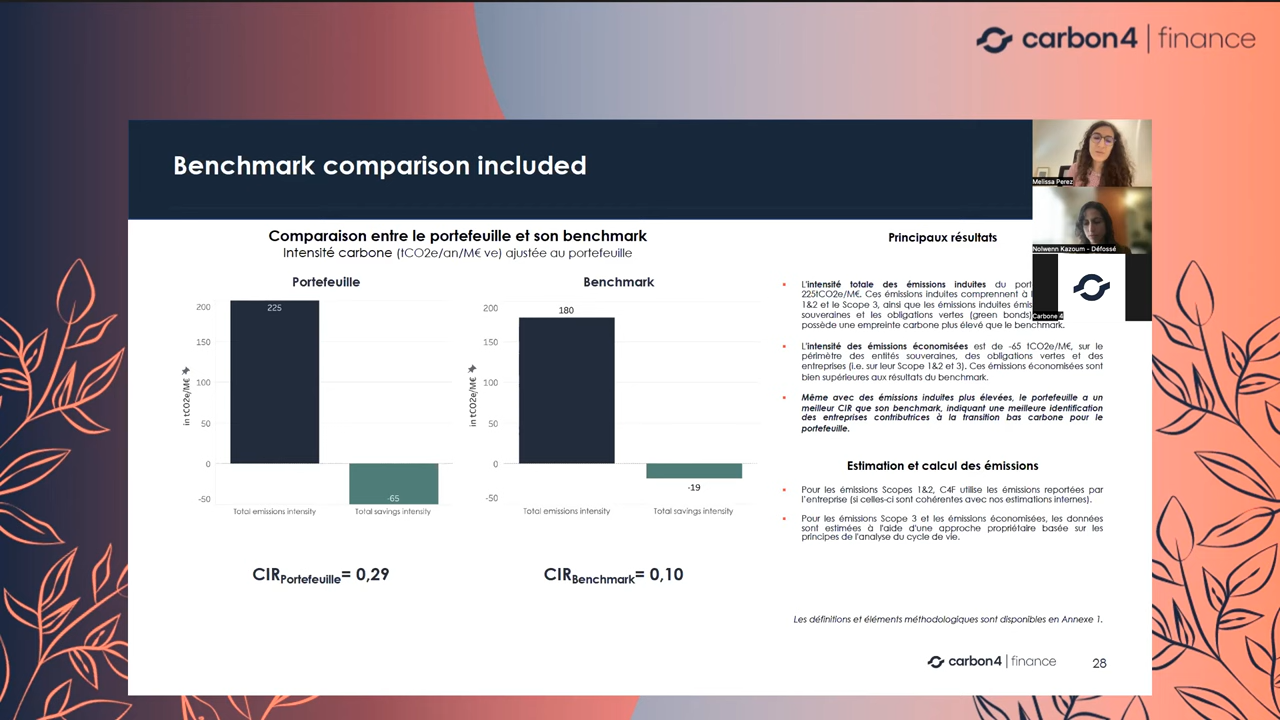 carbon4 | finance
Benchmark comparison included
Melissa Perez
Nolwenn Kazoum - Défossé
Carbone 4
Comparaison entre le portefeuille et son benchmark
Intensité carbone (tCO2e/an/M€ ve) ajustée au portefeuille
Portefeuille
200
150
100
50
0
-50
in tCO2e/M€
225
-65
Total emissions intensity
Total savings intensity
CIRPortefeuille= 0,29
Benchmark
200
150
100
50
0
-50
in tCO2e/M€
180
-19
Total emissions intensity
Total savings intensity
CIRBenchmark= 0,10
Principaux résultats
L'intensité totale des émissions induites du
225tCO2e/M€. Ces émissions induites comprennent à
1&2 et le Scope 3, ainsi que les émissions induites
souveraines et les obligations vertes (green bonds)
possède une empreinte carbone plus élevé que le benchmark.
L'intensité des émissions économisées est de -65 tCO2e/M€, sur le
périmètre des entités souveraines, des obligations vertes et des
entreprises (i.e. sur leur Scope 1&2 et 3). Ces émissions économisées sont
bien supérieures aux résultats du benchmark.
Même avec des émissions induites plus élevées, le portefeuille a un
meilleur CIR que son benchmark, indiquant une meilleure identification
des entreprises contributrices à la transition bas carbone pour le
portefeuille.
Estimation et calcul des émissions
Pour les émissions Scopes 1&2, C4F utilise les émissions reportées par
l'entreprise (si celles-ci sont cohérentes avec nos estimations internes).
Pour les émissions Scope 3 et les émissions économisées, les données
sont estimées à l'aide d'une approche propriétaire basée sur les
principes de l'analyse du cycle de vie.
Les définitions et éléments méthodologiques sont disponibles en Annexe 1.
carbon4 | finance
28